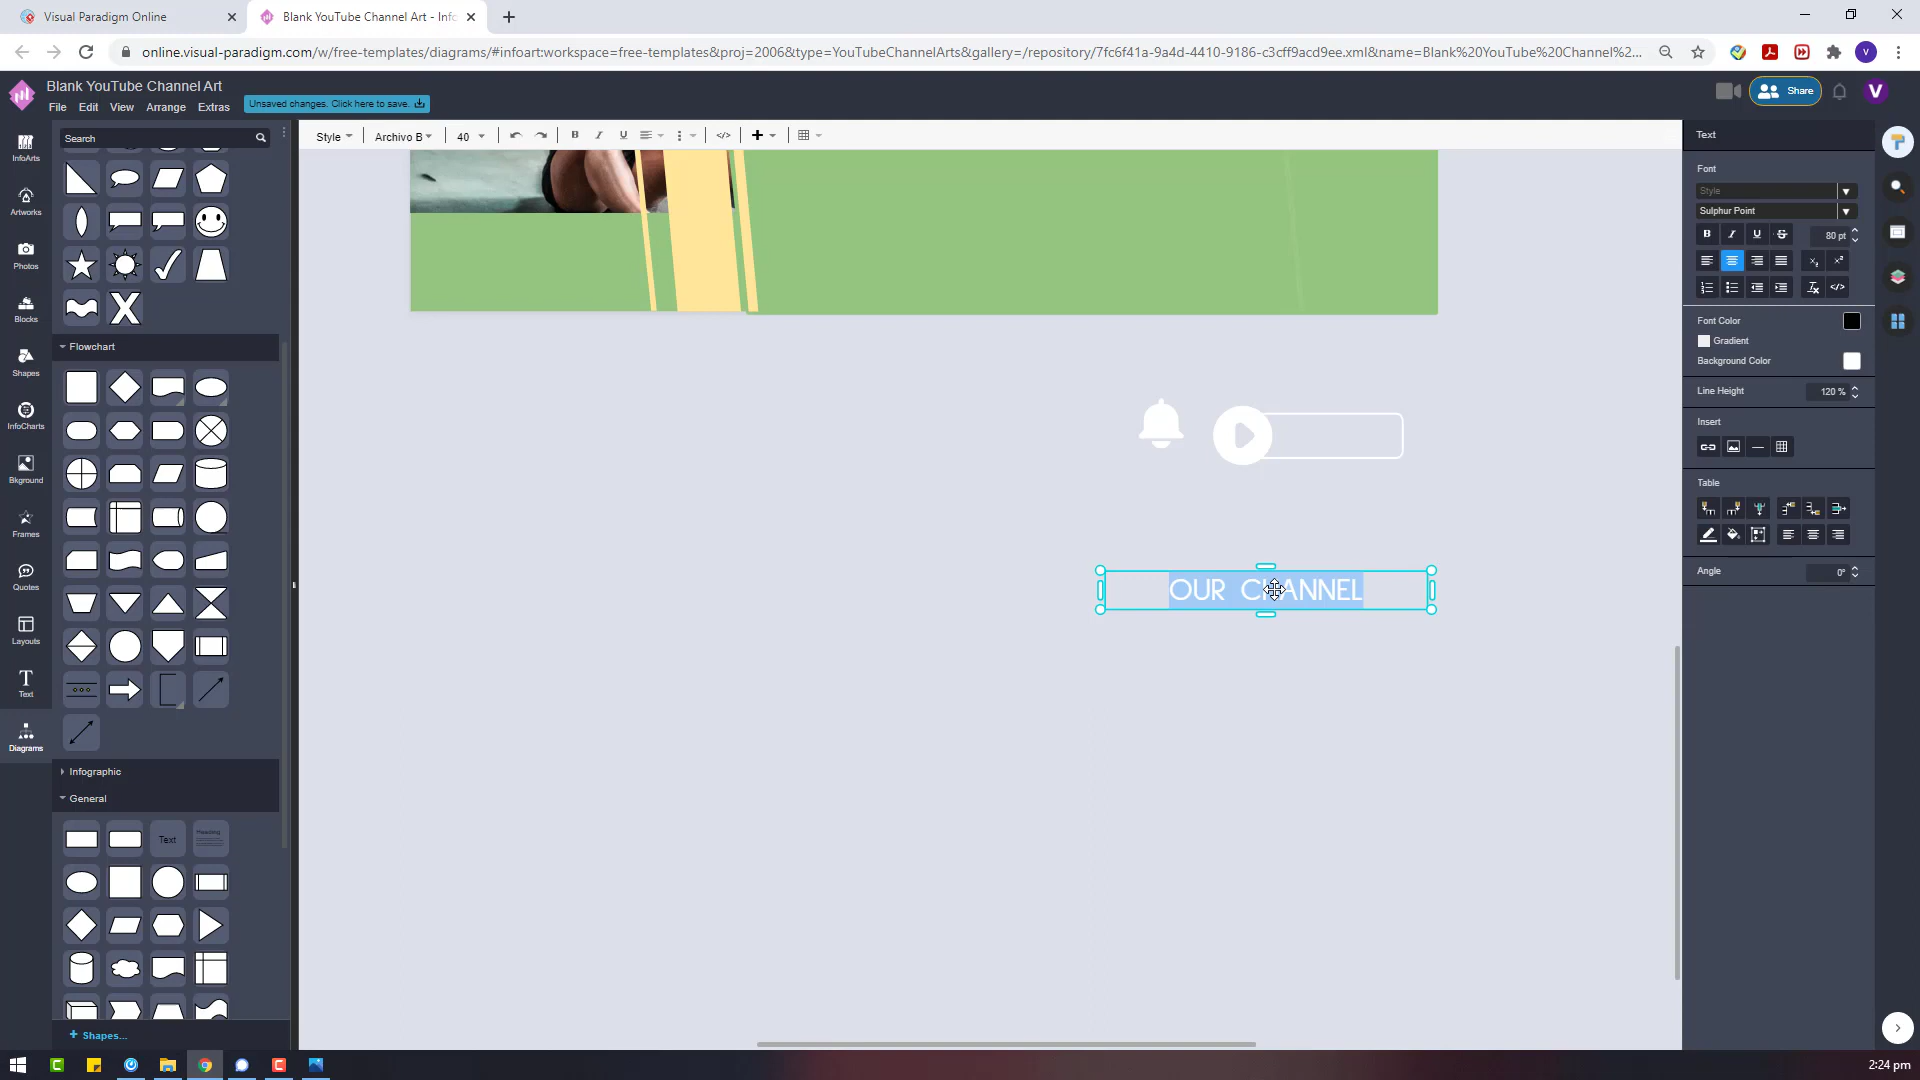 Visual Paradigm Online
Blank YouTube Channel Art - Info
online.visual-paradigm.com/w/free-templates/diagrams/#infoart:workspace=free-templates&proj=2006&type=YouTubeChannelArts&gallery=/repository/7fc6f41a-9a4d-4410-9186-c3cff9acd9ee.xml&name=Blank%20YouTube%20Channel%2...
V
Blank YouTube Channel Art
File Edit View Arrange Extras
Unsaved changes. Click here to save.
Share
V
Search
Style
Archivo B
40
B I U
</>
Text
InfoArts
Artworks
Photos
Blocks
Shapes
InfoCharts
Bkground
Frames
Quotes
Layouts
Text
Diagrams
Flowchart
Infographic
General
Text
Heading
+ Shapes...
OUR CHANNEL
Font
Style
Sulphur Point
B I U S
80 pt
Font Color
Gradient
Background Color
Line Height
120 %
Insert
Table
Angle
0°
2:24 pm